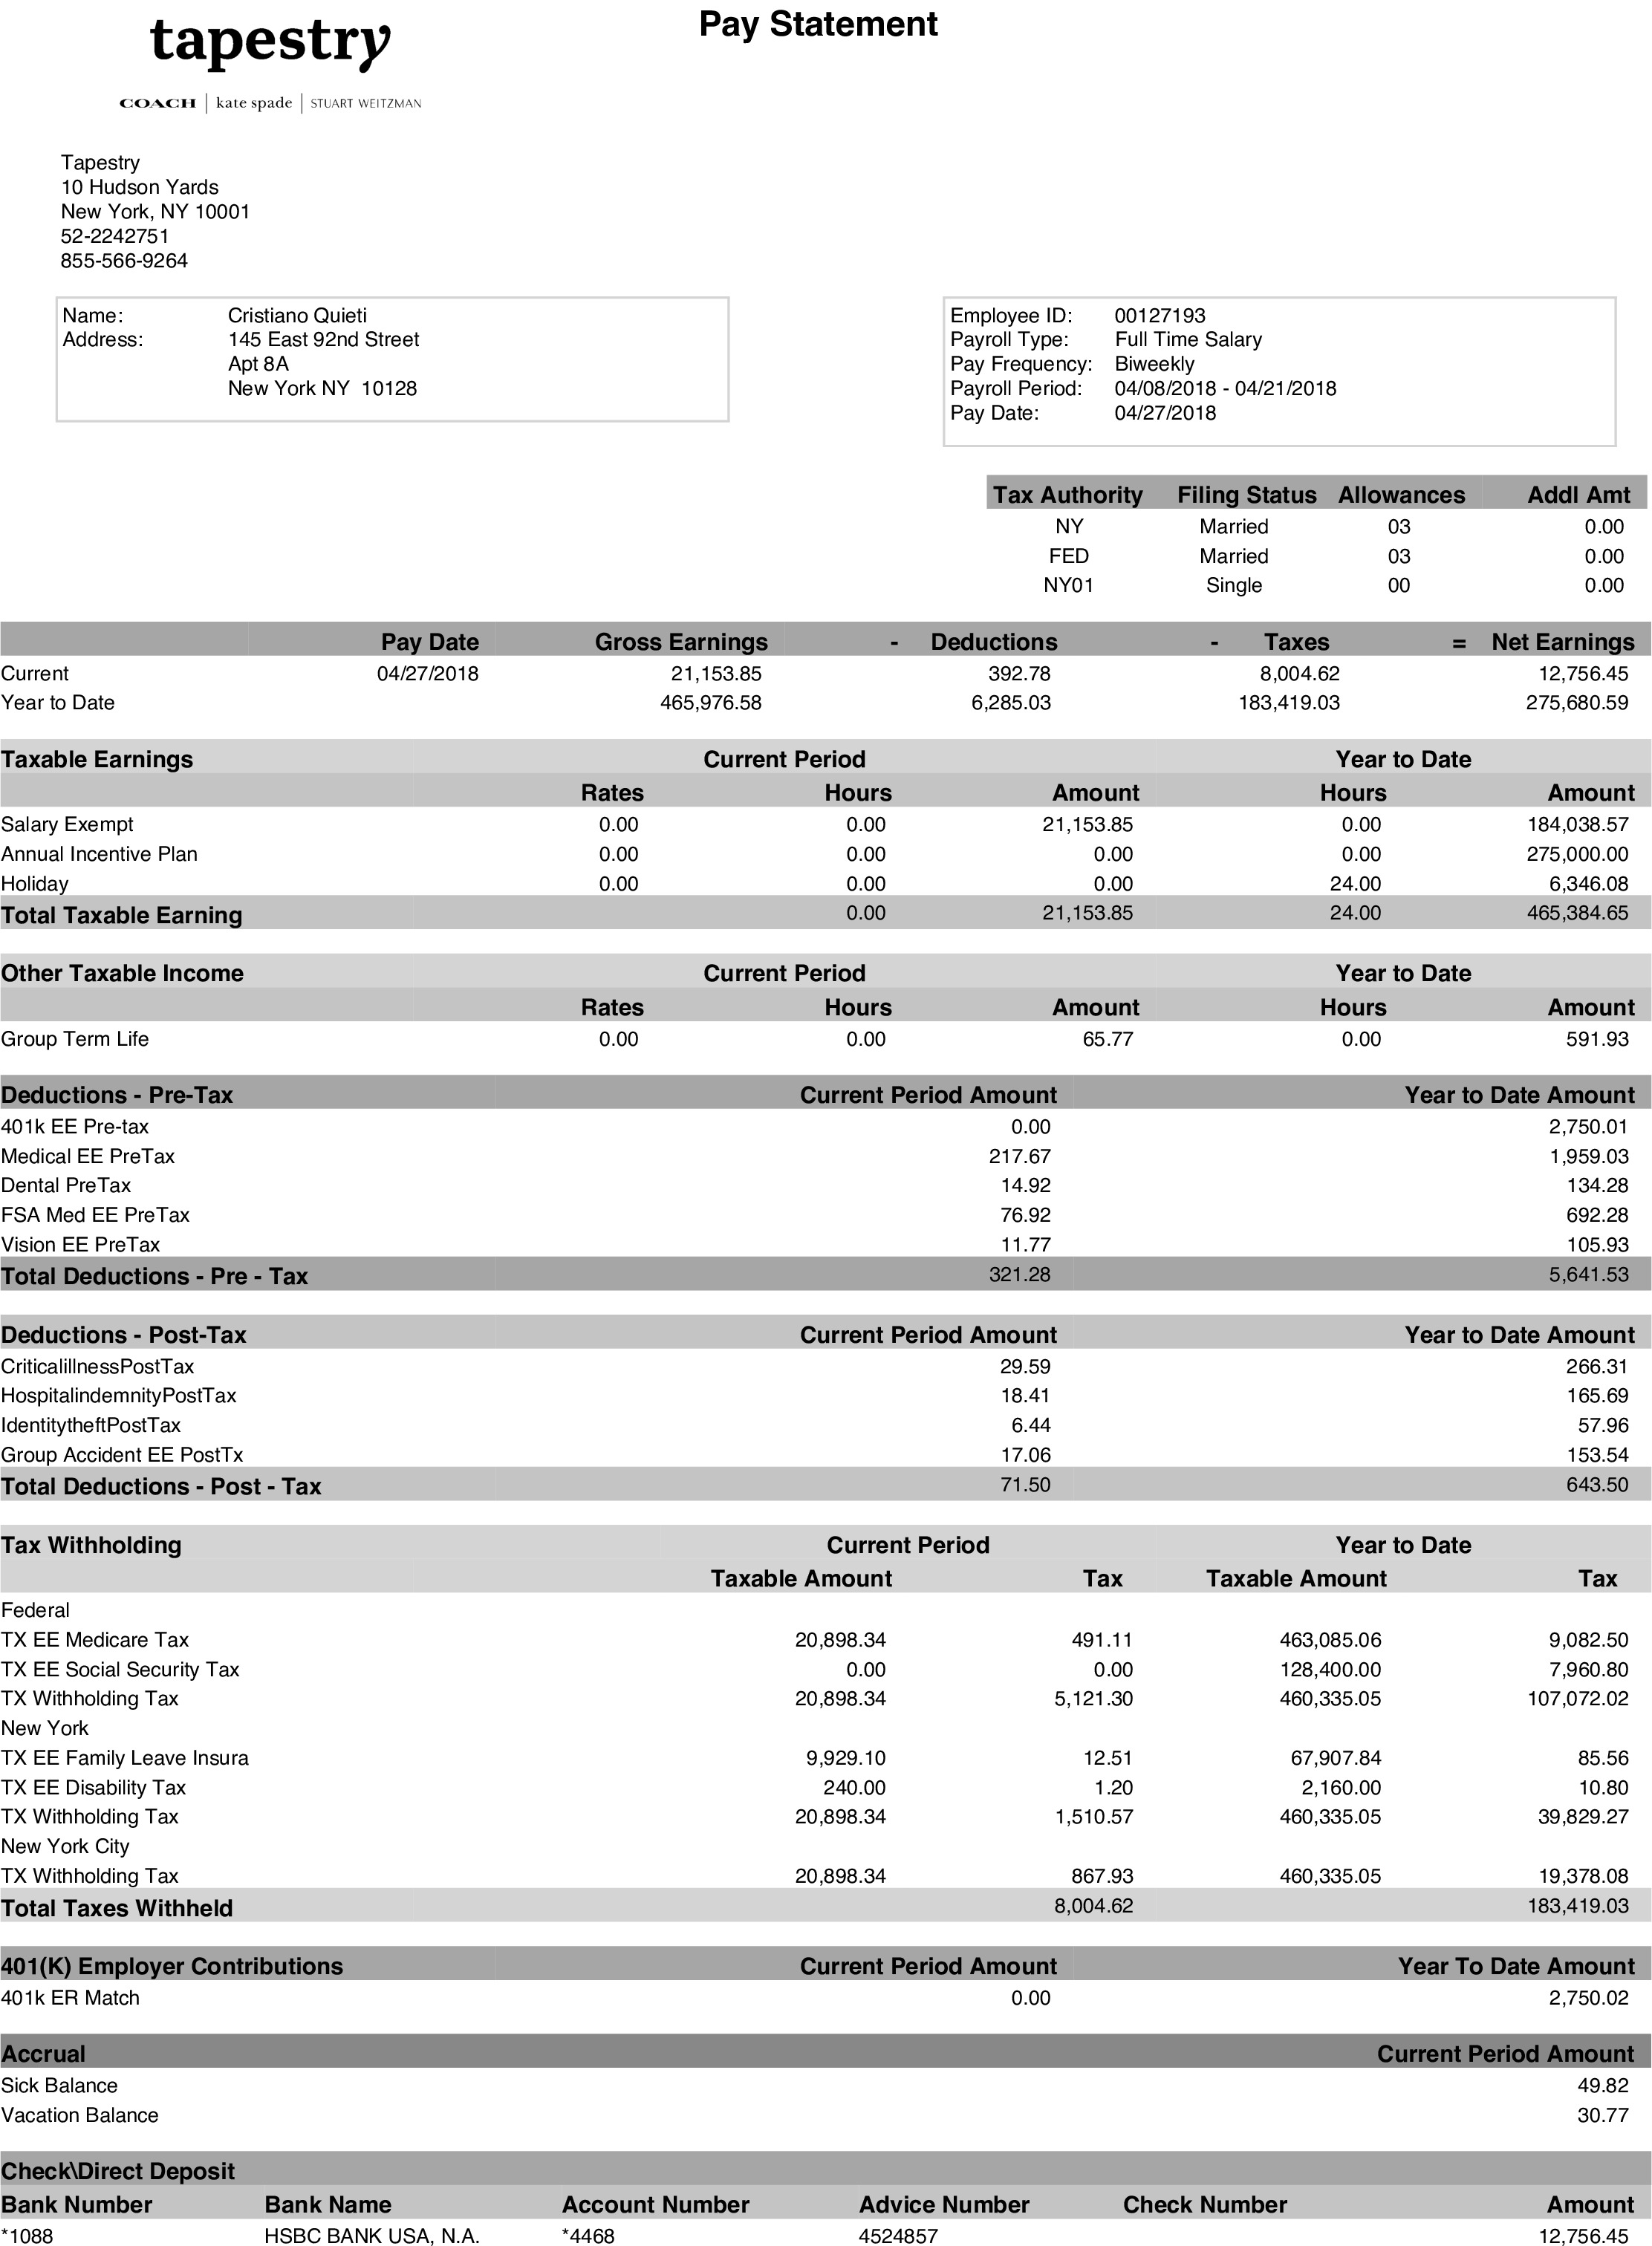 tapestry
Pay Statement
COACH | kate spade | STUART WEITZMAN
Tapestry
10 Hudson Yards
New York, NY 10001
52-2242751
855-566-9264
Name: Cristiano Quieti
Address: 145 East 92nd Street
Apt 8A
New York NY 10128
Employee ID: 00127193
Payroll Type: Full Time Salary
Pay Frequency: Biweekly
Payroll Period: 04/08/2018 - 04/21/2018
Pay Date: 04/27/2018
Tax Authority Filing Status Allowances Addl Amt
NY Married 03 0.00
FED Married 03 0.00
NY01 Single 00 0.00
Pay Date Gross Earnings - Deductions - Taxes = Net Earnings
Current 04/27/2018 21,153.85 392.78 8,004.62 12,756.45
Year to Date 465,976.58 6,285.03 183,419.03 275,680.59
Taxable Earnings Current Period Year to Date
Rates Hours Amount Hours Amount
Salary Exempt 0.00 0.00 21,153.85 0.00 184,038.57
Annual Incentive Plan 0.00 0.00 0.00 0.00 275,000.00
Holiday 0.00 0.00 0.00 24.00 6,346.08
Total Taxable Earning 0.00 21,153.85 24.00 465,384.65
Other Taxable Income Current Period Year to Date
Rates Hours Amount Hours Amount
Group Term Life 0.00 0.00 65.77 0.00 591.93
Deductions - Pre-Tax Current Period Amount Year to Date Amount
401k EE Pre-tax 0.00 2,750.01
Medical EE PreTax 217.67 1,959.03
Dental PreTax 14.92 134.28
FSA Med EE PreTax 76.92 692.28
Vision EE PreTax 11.77 105.93
Total Deductions - Pre - Tax 321.28 5,641.53
Deductions - Post-Tax Current Period Amount Year to Date Amount
CriticalillnessPostTax 29.59 266.31
HospitalindemnityPostTax 18.41 165.69
IdentitytheftPostTax 6.44 57.96
Group Accident EE PostTx 17.06 153.54
Total Deductions - Post - Tax 71.50 643.50
Tax Withholding Current Period Year to Date
Taxable Amount Tax Taxable Amount Tax
Federal
TX EE Medicare Tax 20,898.34 491.11 463,085.06 9,082.50
TX EE Social Security Tax 0.00 0.00 128,400.00 7,960.80
TX Withholding Tax 20,898.34 5,121.30 460,335.05 107,072.02
New York
TX EE Family Leave Insura 9,929.10 12.51 67,907.84 85.56
TX EE Disability Tax 240.00 1.20 2,160.00 10.80
TX Withholding Tax 20,898.34 1,510.57 460,335.05 39,829.27
New York City
TX Withholding Tax 20,898.34 867.93 460,335.05 19,378.08
Total Taxes Withheld 8,004.62 183,419.03
401(K) Employer Contributions Current Period Amount Year To Date Amount
401k ER Match 0.00 2,750.02
Accrual Current Period Amount
Sick Balance 49.82
Vacation Balance 30.77
Check\Direct Deposit
Bank Number Bank Name Account Number Advice Number Check Number Amount
*1088 HSBC BANK USA, N.A. *4468 4524857 12,756.45